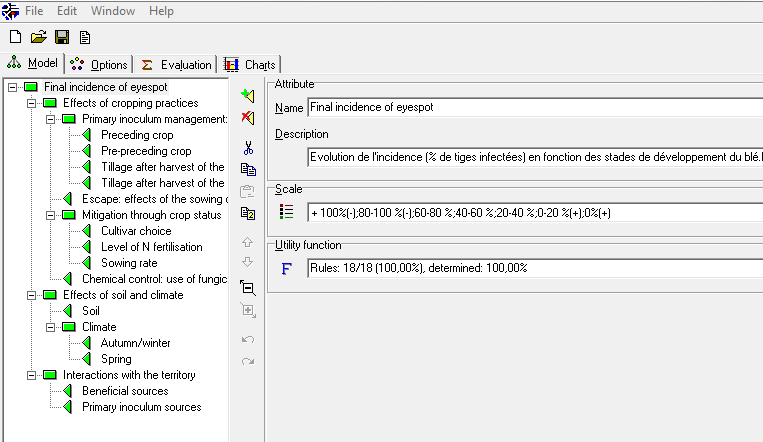 File Edit Window Help
Model Options Evaluation Charts
Final incidence of eyespot
Effects of cropping practices
Primary inoculum management:
Preceding crop
Pre-preceding crop
Tillage after harvest of the
Tillage after harvest of the
Escape: effects of the sowing
Mitigation through crop status
Cultivar choice
Level of N fertilisation
Sowing rate
Chemical control: use of fungic
Effects of soil and climate
Soil
Climate
Autumn/winter
Spring
Interactions with the territory
Beneficial sources
Primary inoculum sources
Attribute
Name Final incidence of eyespot
Description
Evolution de l'incidence (% de tiges infectées) en fonction des stades de développement du blé.
Scale
+ 100%(-);80-100 %(-);60-80 %;40-60 %;20-40 %;0-20 %(+);0%(+)
Utility function
F Rules: 18/18 (100,00%), determined: 100,00%